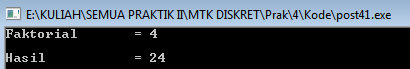 E:\KULIAH\SEMUA PRAKTIK II\MTK DISKRET\Prak\4\Kode\post41.exe
Faktorial = 4
Hasil = 24